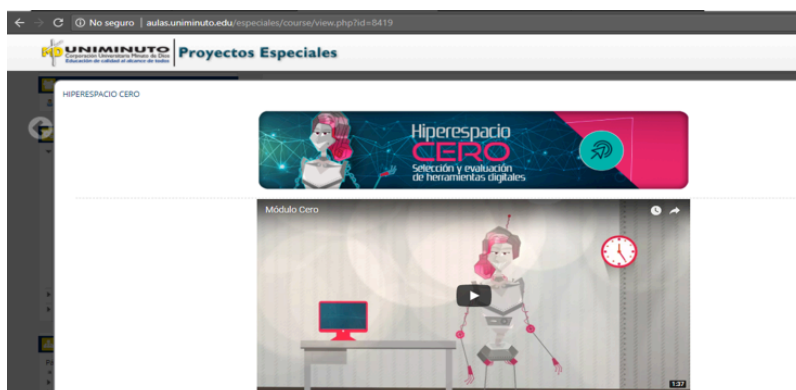 No seguro | aulas.uniminuto.edu/especiales/course/view.php?id=8419
UNIMINUTO
Corporación Universitaria Minuto de Dios
Educación de calidad al alcance de todos
Proyectos Especiales
HIPERESPACIO CERO
Hiperespacio
CERO
Selección y evaluación
de herramientas digitales
Módulo Cero
1:37